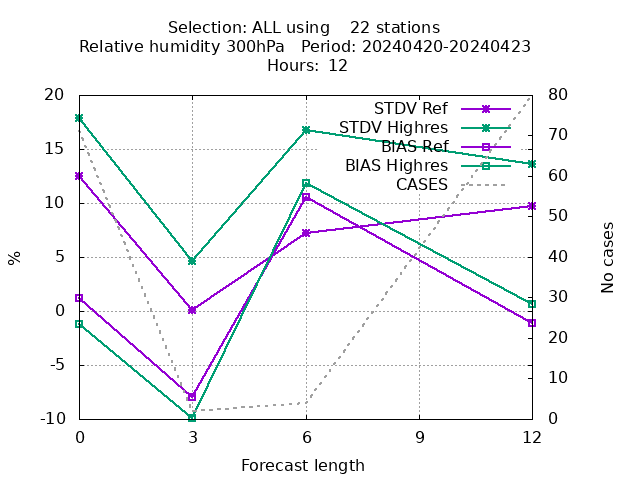 Selection: ALL using    22 stations
Relative humidity 300hPa   Period: 20240420-20240423
Hours: 12
STDV Ref
STDV Highres
BIAS Ref
BIAS Highres
CASES
20
15
10
5
0
-5
-10
%
80
70
60
50
40
30
20
10
0
No cases
0 3 6 9 12
Forecast length